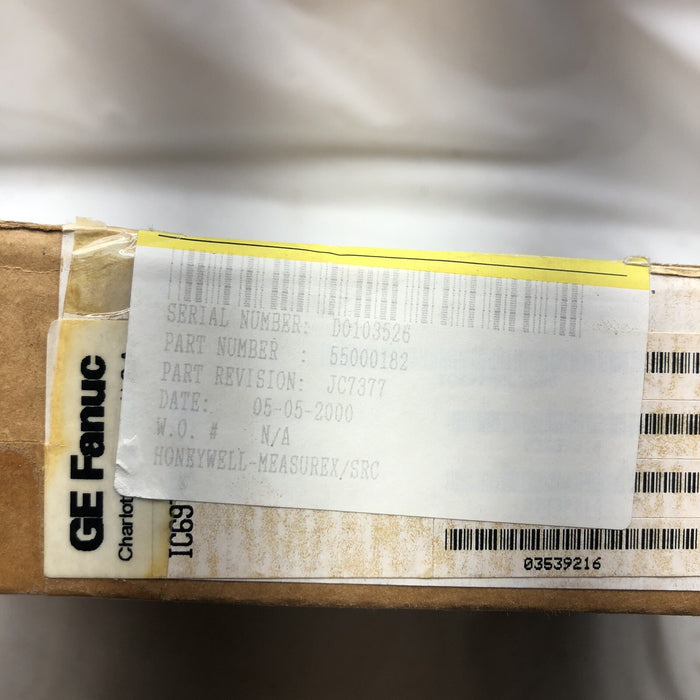 SERIAL NUMBER: D0103526
PART NUMBER : 55000182
PART REVISION: JC7377
DATE: 05-05-2000
W.O. # N/A
HONEYWELL-MEASUREX/SRC
GE Fanuc
Charlot
IC697
03539216